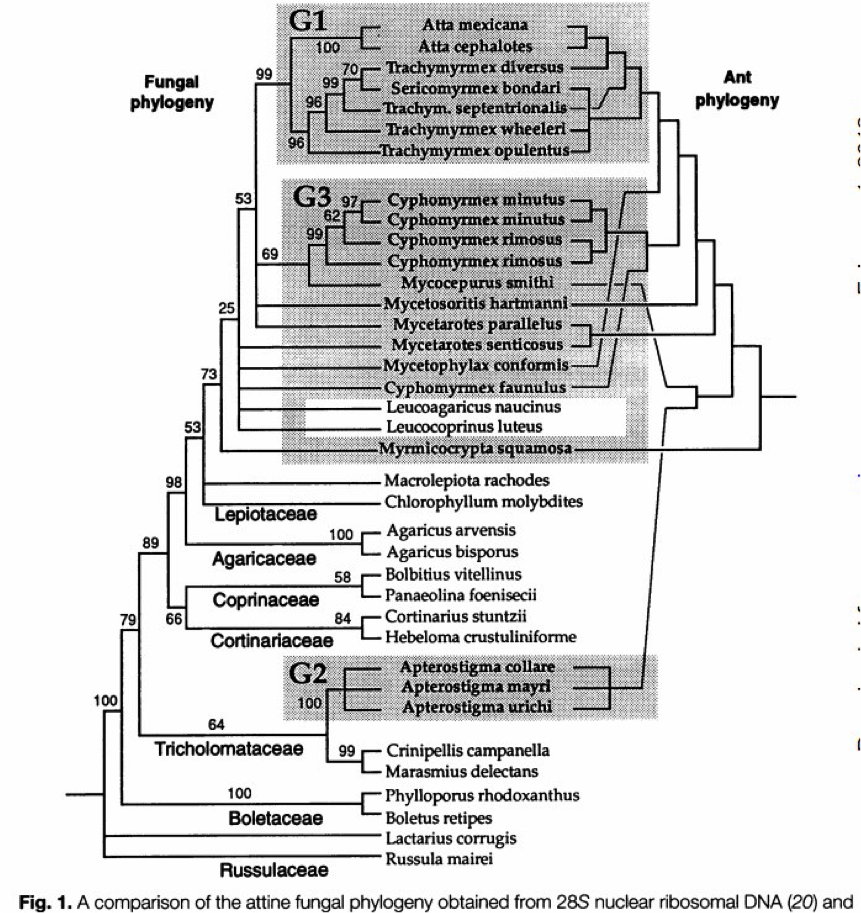 G1
Atta mexicana
100
Atta cephalotes
Fungal
phylogeny
99
70
Trachymyrmex diversus
Ant
phylogeny
99
Sericomyrmex bondari
96
Trachym. septentrionalis
Trachymyrmex wheeleri
96
Trachymyrmex opulentus
G3
97
Cyphomyrmex minutus
53
62
Cyphomyrmex minutus
99
Cyphomyrmex rimosus
69
Cyphomyrmex rimosus
Mycocepurus smithi
25
Mycetosoritis hartmanni
Mycetarotes parallelus
Mycetarotes senticosus
73
Mycetophylax conformis
Cyphomyrmex faunulus
Leucoagaricus naucinus
53
Leucocoprinus luteus
Myrmicocrypta squamosa
98
Macrolepiota rachodes
Chlorophyllum molybdites
Lepiotaceae
89
100
Agaricus arvensis
Agaricaceae
Agaricus bisporus
58
Bolbitius vitellinus
Coprinaceae
Panaeolina foenisecii
79
66
84
Cortinarius stuntzii
Cortinariaceae
Hebeloma crustuliniforme
G2
Apterostigma collare
100
100
Apterostigma mayri
Apterostigma urichi
64
Tricholomataceae
99
Crinipellis campanella
Marasmius delectans
100
Phylloporus rhodoxanthus
Boletaceae
Boletus retipes
Lactarius corrugis
Russulaceae
Russula mairei
Fig. 1. A comparison of the attine fungal phylogeny obtained from 28S nuclear ribosomal DNA (20) and